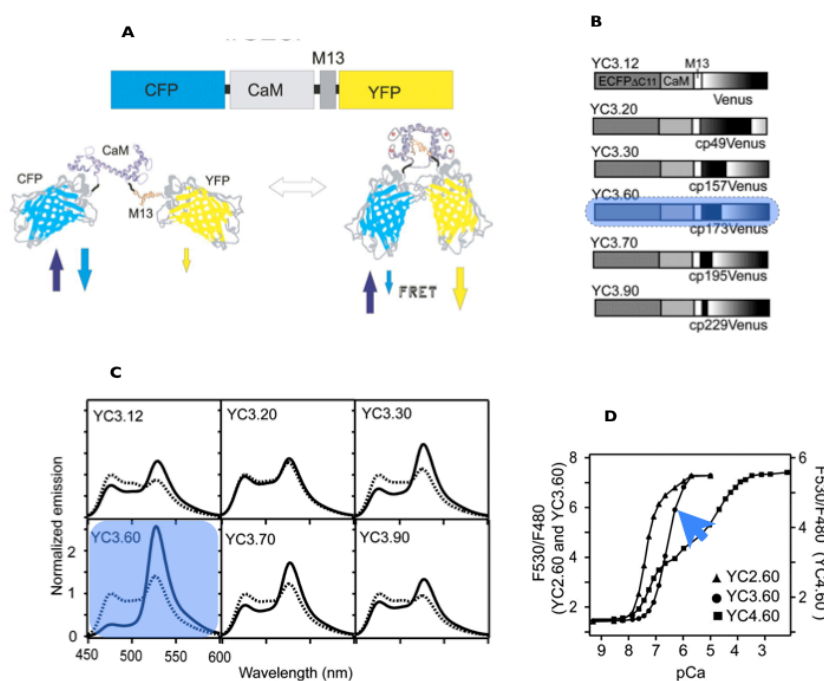 A
M13
CFP
CaM
YFP
CaM
CFP
YFP
M13
FRET
B
YC3.12
M13
ECFPΔC11
CaM
Venus
YC3.20
cp49Venus
YC3.30
cp157Venus
YC3.60
cp173Venus
YC3.70
cp195Venus
YC3.90
cp229Venus
C
YC3.12
YC3.20
YC3.30
YC3.60
YC3.70
YC3.90
Normalized emission
2
1
0
450
500
550
600
Wavelength (nm)
D
F530/F480
(YC2.60 and YC3.60)
8
6
4
2
6
4
2
F530/F480 (YC4.60)
YC2.60
YC3.60
YC4.60
9 8 7 6 5 4 3
pCa